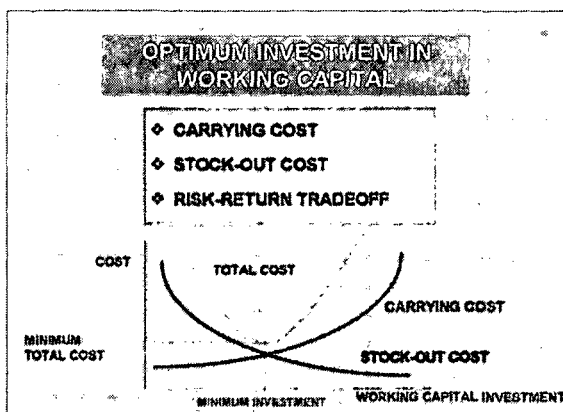 OPTIMUM INVESTMENT IN
WORKING CAPITAL
❖ CARRYING COST
❖ STOCK-OUT COST
❖ RISK-RETURN TRADEOFF
COST
TOTAL COST
CARRYING COST
MINIMUM
TOTAL COST
STOCK-OUT COST
MINIMUM INVESTMENT
WORKING CAPITAL INVESTMENT